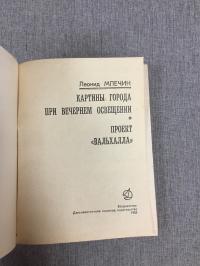 Леонид МЛЕЧИН
КАРТИНЫ ГОРОДА
ПРИ ВЕЧЕРНЕМ ОСВЕЩЕНИИ
*
ПРОЕКТ
«ВАЛЬХАЛЛА»